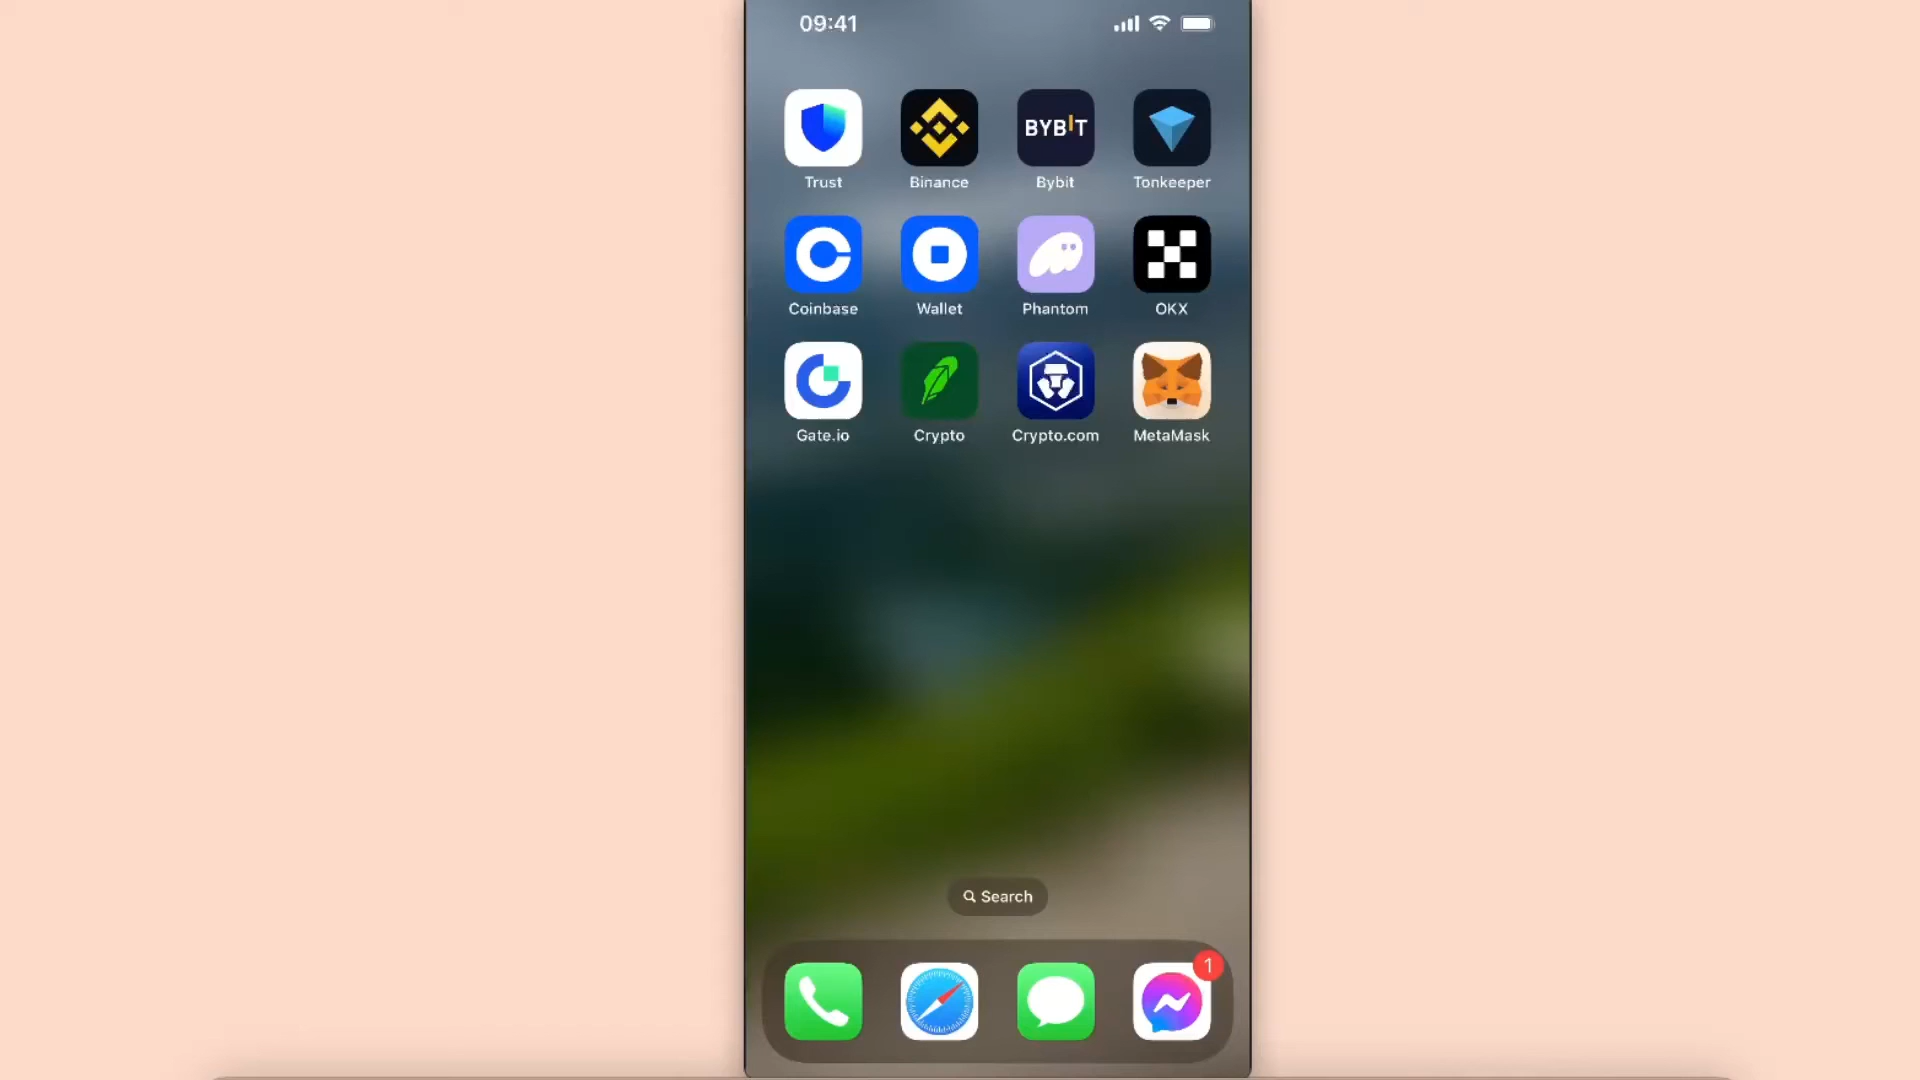 09:41
BYBIT
Trust Binance Bybit Tonkeeper
Coinbase Wallet Phantom OKX
Gate.io Crypto Crypto.com MetaMask
Search
1